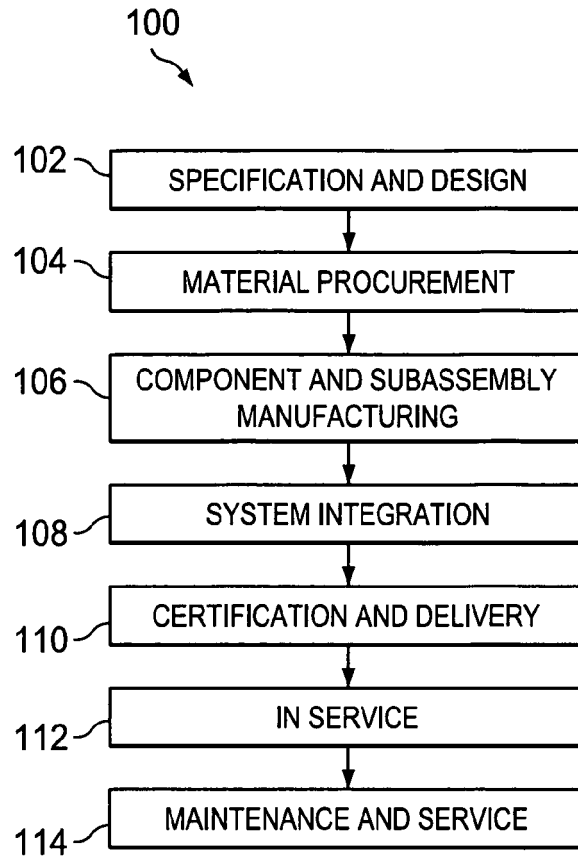 100
102
SPECIFICATION AND DESIGN
104
MATERIAL PROCUREMENT
106
COMPONENT AND SUBASSEMBLY
MANUFACTURING
108
SYSTEM INTEGRATION
110
CERTIFICATION AND DELIVERY
112
IN SERVICE
114
MAINTENANCE AND SERVICE